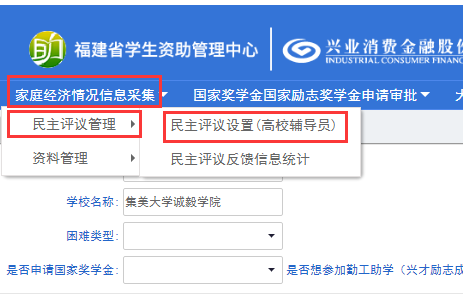 福建省学生资助管理中心
兴业消费金融股份
INDUSTRIAL CONSUMER FINANC
家庭经济情况信息采集
国家奖学金国家励志奖学金申请审批
民主评议管理
民主评议设置(高校辅导员)
资料管理
民主评议反馈信息统计
学校名称:
集美大学诚毅学院
困难类型:
是否申请国家奖学金:
是否想参加勤工助学（兴才励志成